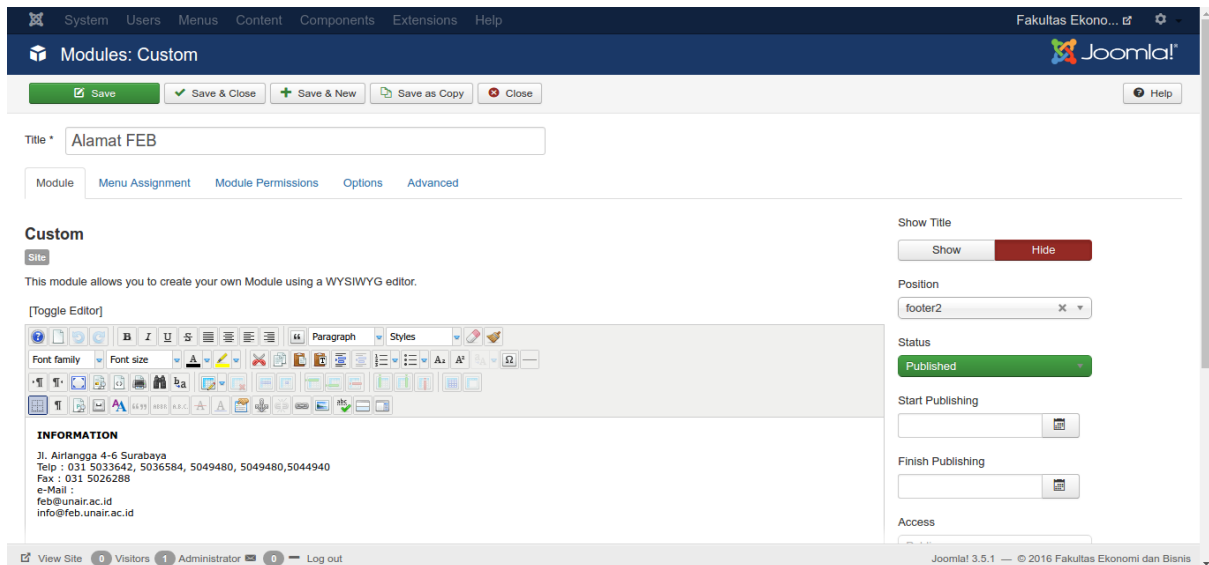 System Users Menus Content Components Extensions Help Fakultas Ekono...
Modules: Custom Joomla!
Save Save & Close Save & New Save as Copy Close Help
Title * Alamat FEB
Module Menu Assignment Module Permissions Options Advanced
Custom
Site
This module allows you to create your own Module using a WYSIWYG editor.
[Toggle Editor]
Paragraph Styles
Font family Font size
INFORMATION
Jl. Airlangga 4-6 Surabaya
Telp : 031 5033642, 5036584, 5049480, 5049480,5044940
Fax : 031 5026288
e-Mail :
feb@unair.ac.id
info@feb.unair.ac.id
Show Title
Show Hide
Position
footer2
Status
Published
Start Publishing
Finish Publishing
Access
View Site 0 Visitors 1 Administrator 0 Log out Joomla! 3.5.1 — © 2016 Fakultas Ekonomi dan Bisnis